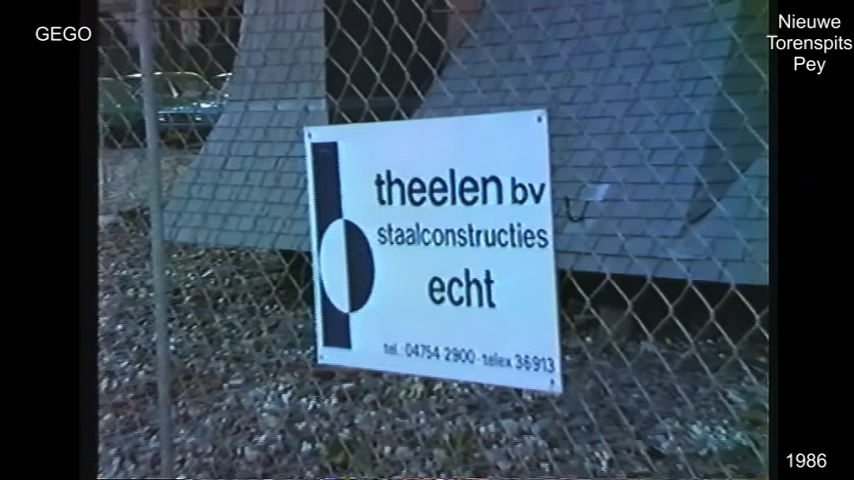 GEGO
Nieuwe
Torenspits
Pey
theelen bv
staalconstructies
echt
tel.: 04754 2900 - telex 36913
1986